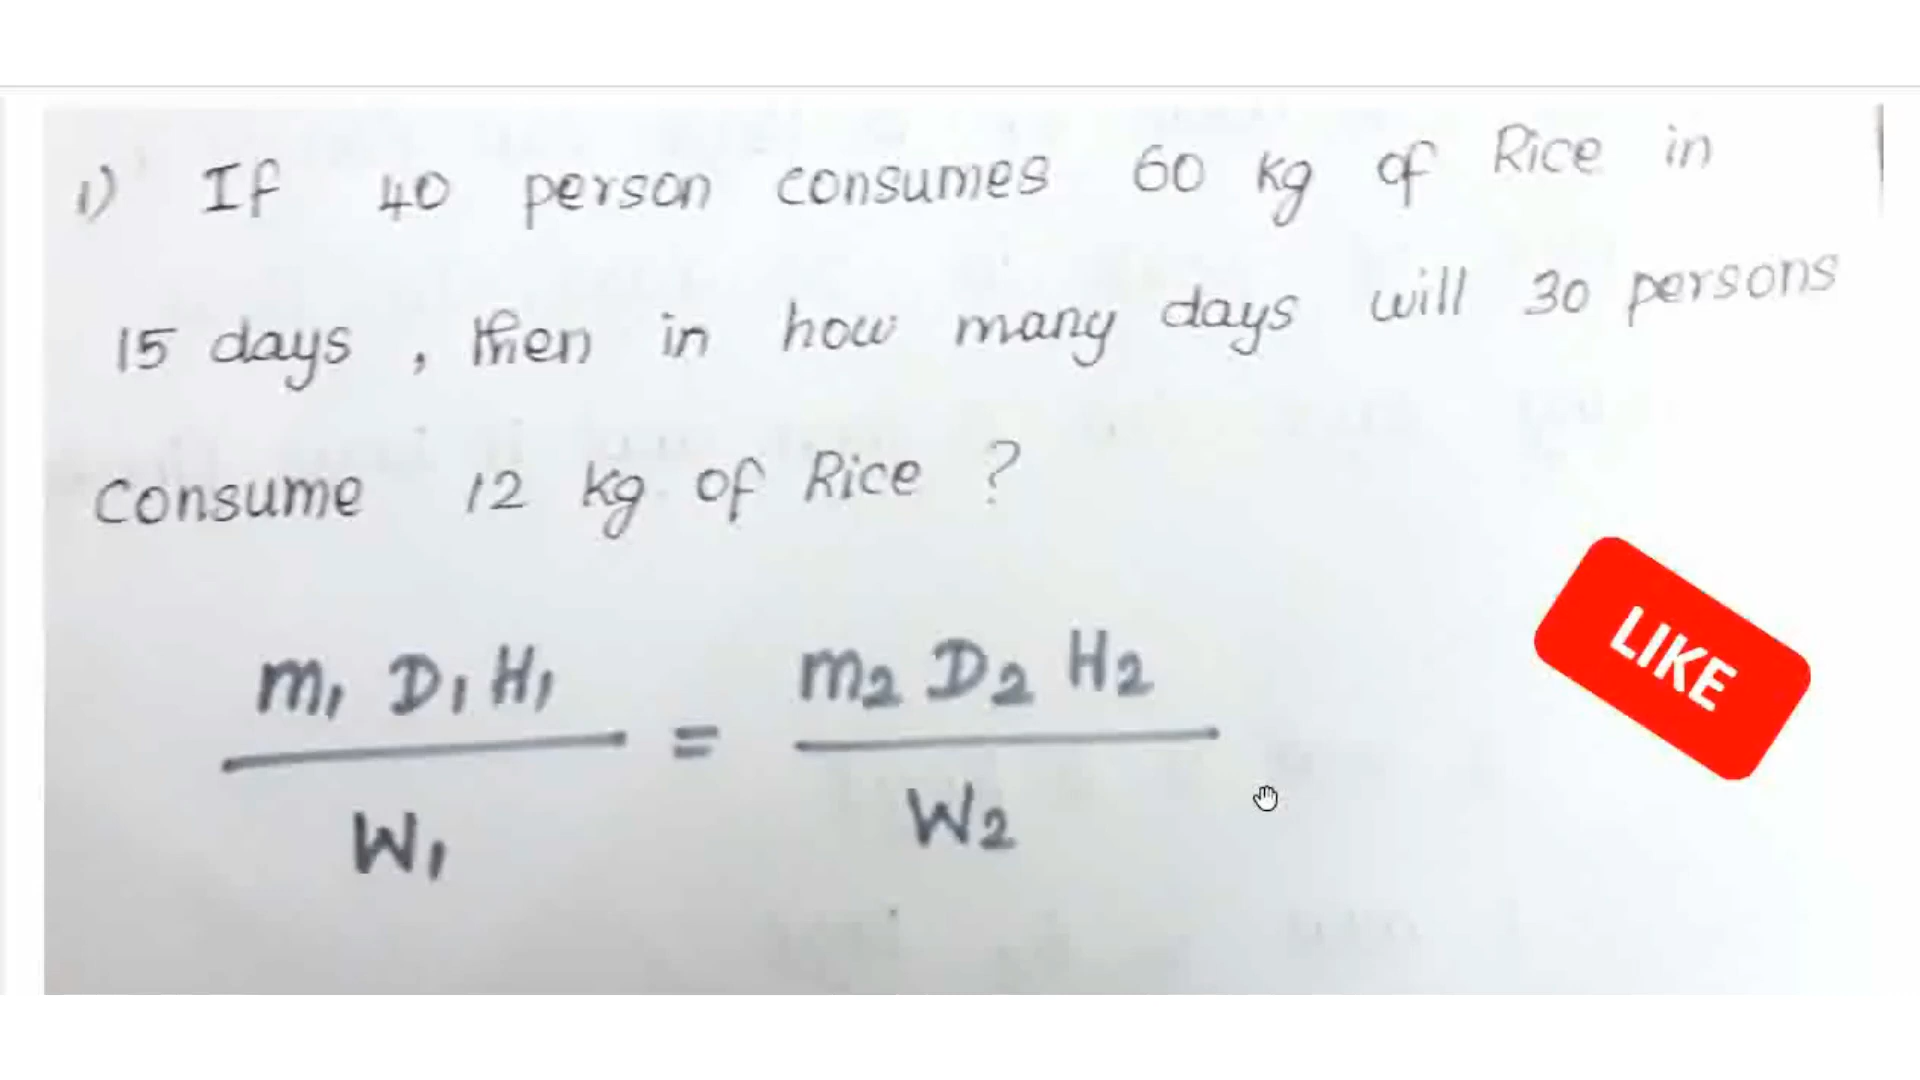 1) If 40 person consumes 60 kg of Rice in
15 days, then in how many days will 30 persons
Consume 12 kg of Rice ?
m1 D1 H1 = m2 D2 H2
W1 W2
LIKE